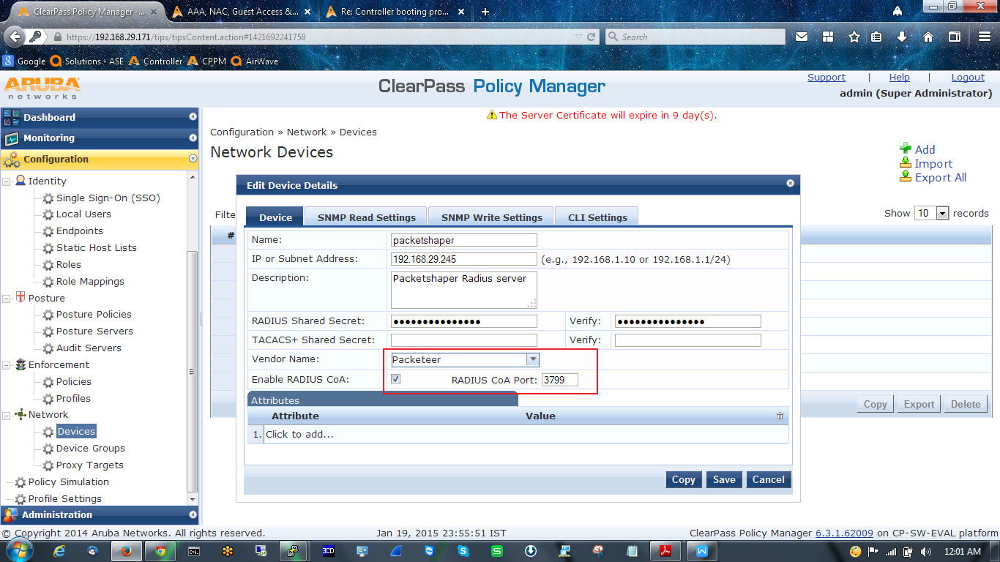 ClearPass Policy Manager -...
AAA, NAC, Guest Access &...
Re: Controller booting pro...
https://192.168.29.171/tips/tipsContent.action#1421692241758
Search
Google
Solutions - ASE
Controller
CPPM
AirWave
ARUBA
networks
ClearPass Policy Manager
Support | Help | Logout
admin (Super Administrator)
Dashboard
Monitoring
Configuration
Identity
Single Sign-On (SSO)
Local Users
Endpoints
Static Host Lists
Roles
Role Mappings
Posture
Posture Policies
Posture Servers
Audit Servers
Enforcement
Policies
Profiles
Network
Devices
Device Groups
Proxy Targets
Policy Simulation
Profile Settings
Administration
The Server Certificate will expire in 9 day(s).
Configuration » Network » Devices
Network Devices
Add
Import
Export All
Filte
Show 10 records
#
Edit Device Details
Device
SNMP Read Settings
SNMP Write Settings
CLI Settings
Name: packetshaper
IP or Subnet Address: 192.168.29.245 (e.g., 192.168.1.10 or 192.168.1.1/24)
Description: Packetshaper Radius server
RADIUS Shared Secret: ●●●●●●●●●●●●●●● Verify: ●●●●●●●●●●●●●●●
TACACS+ Shared Secret: Verify:
Vendor Name: Packeteer
Enable RADIUS CoA: RADIUS CoA Port: 3799
Attributes
Attribute Value
1. Click to add...
Copy Save Cancel
Copy Export Delete
© Copyright 2014 Aruba Networks. All rights reserved.
Jan 19, 2015 23:55:51 IST
ClearPass Policy Manager 6.3.1.62009 on CP-SW-EVAL platform
12:01 AM